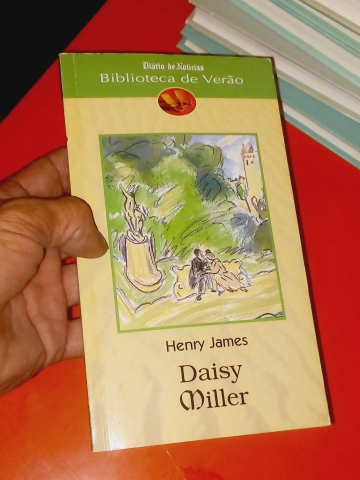 Diário de Notícias
Biblioteca de Verão
Henry James
Daisy
Miller